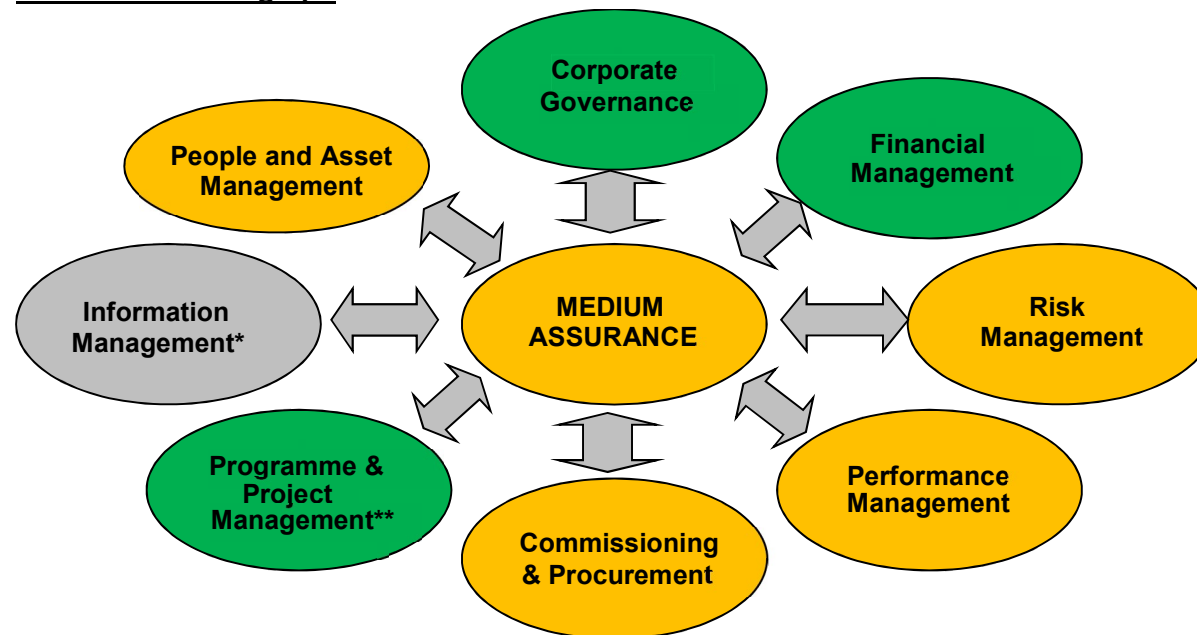 Corporate
Governance
Financial
Management
People and Asset
Management
Information
Management*
MEDIUM
ASSURANCE
Risk
Management
Programme &
Project
Management**
Performance
Management
Commissioning
& Procurement